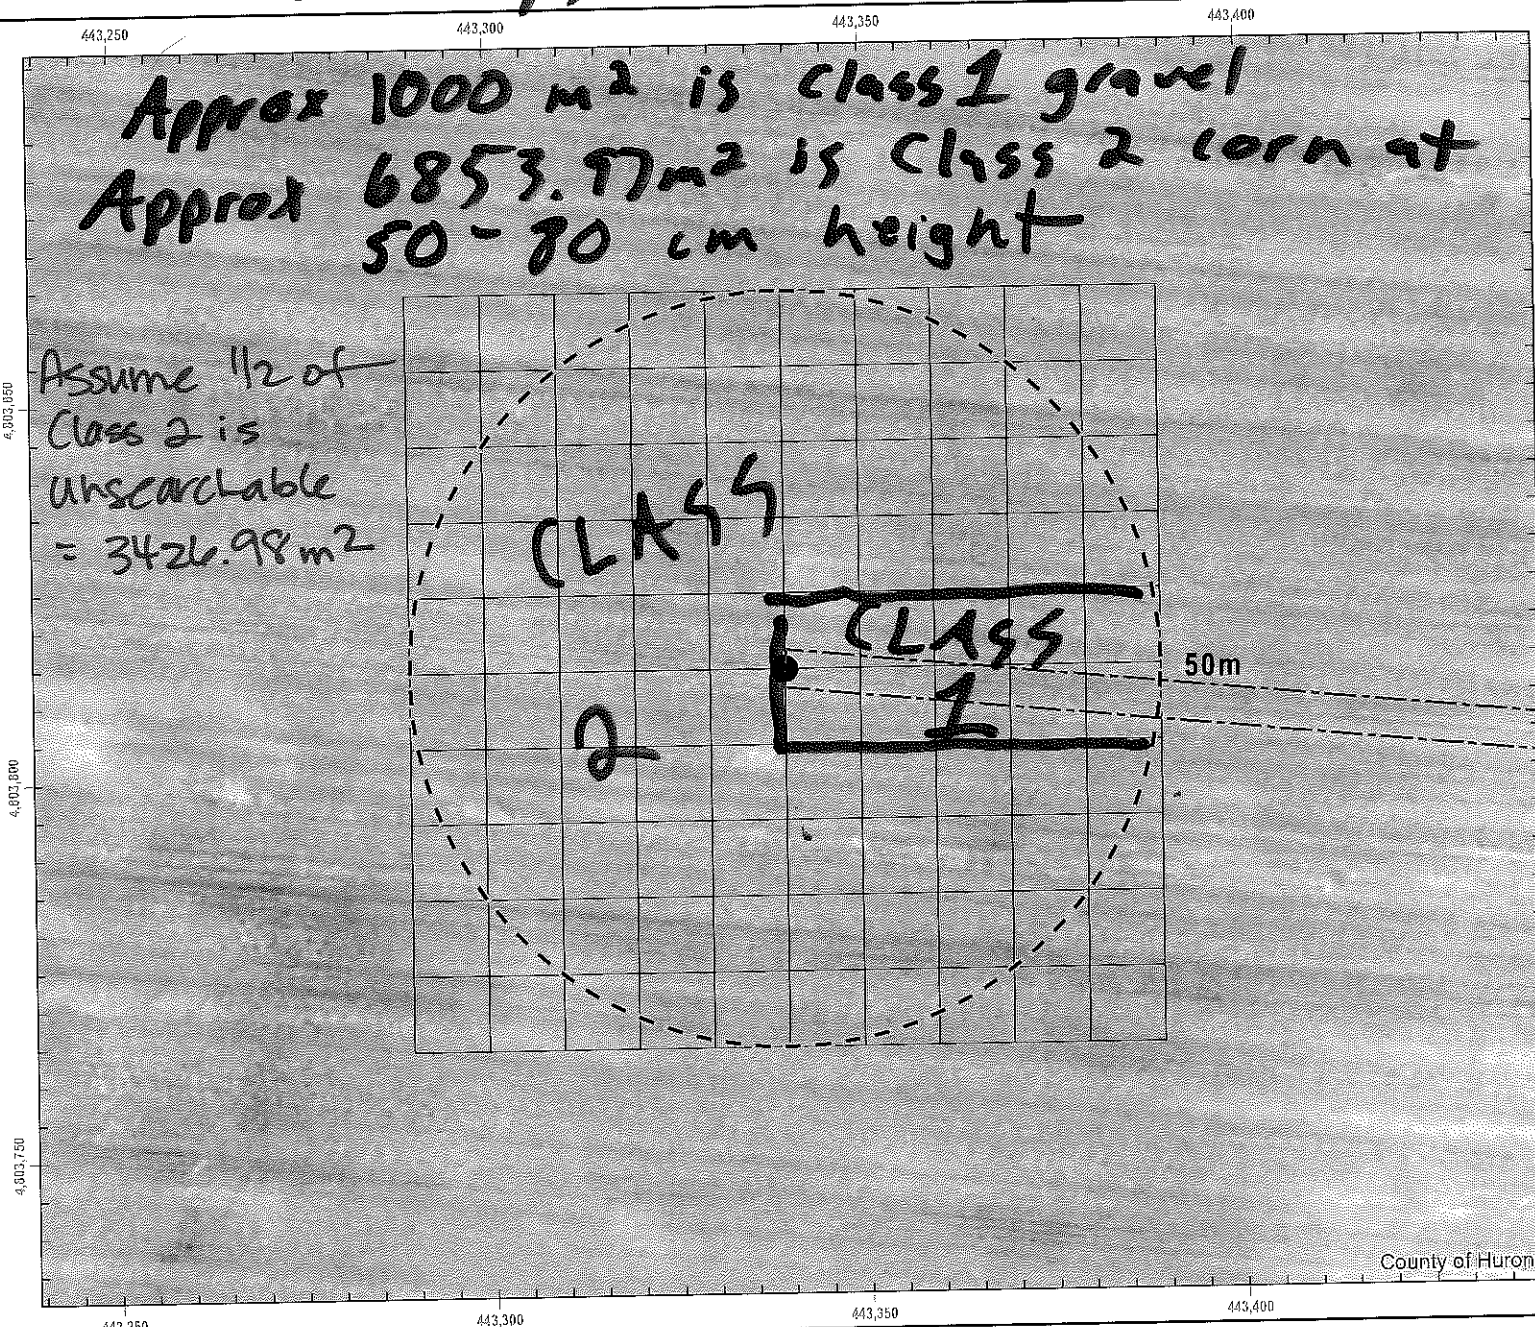 443,250 443,300 443,350 443,400
Approx 1000 m² is Class 1 gravel
Approx 6853.97m² is Class 2 corn at
50-80 cm height
Assume 1/2 of
Class 2 is
unsearchable
= 3426.98m²
4,803,850
CLASS
2
CLASS
1
50m
4,803,800
4,803,750
County of Huron
443,300 443,350 443,400